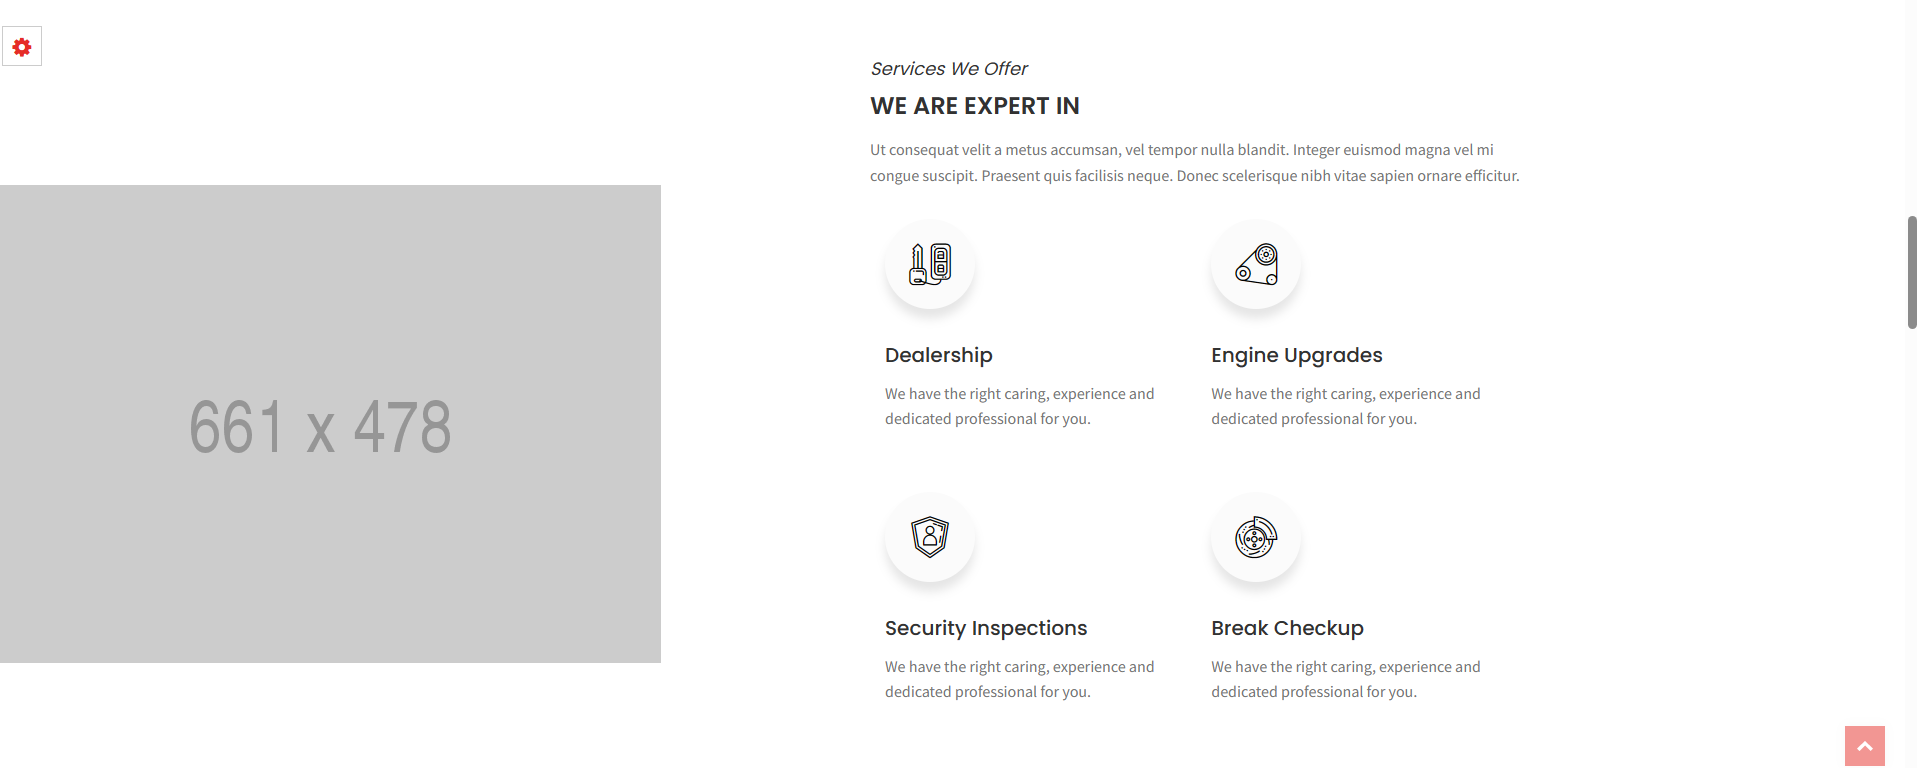 Services We Offer
WE ARE EXPERT IN
Ut consequat velit a metus accumsan, vel tempor nulla blandit. Integer euismod magna vel mi
congue suscipit. Praesent quis facilisis neque. Donec scelerisque nibh vitae sapien ornare efficitur.
661 x 478
Dealership
We have the right caring, experience and
dedicated professional for you.
Engine Upgrades
We have the right caring, experience and
dedicated professional for you.
Security Inspections
We have the right caring, experience and
dedicated professional for you.
Break Checkup
We have the right caring, experience and
dedicated professional for you.